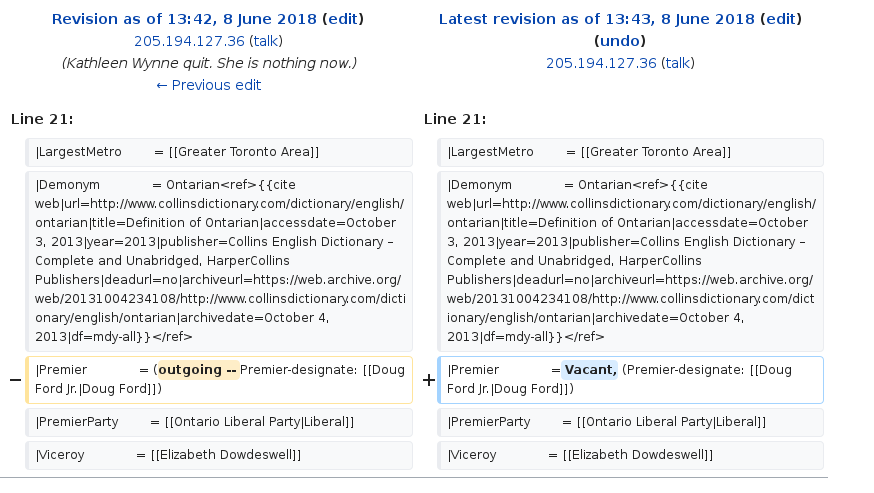 Revision as of 13:42, 8 June 2018 (edit)
205.194.127.36 (talk)
(Kathleen Wynne quit. She is nothing now.)
← Previous edit
Latest revision as of 13:43, 8 June 2018 (edit)
(undo)
205.194.127.36 (talk)
Line 21:
Line 21:
|LargestMetro = [[Greater Toronto Area]]
|LargestMetro = [[Greater Toronto Area]]
|Demonym = Ontarian<ref>{{cite
web|url=http://www.collinsdictionary.com/dictionary/english/
ontarian|title=Definition of Ontarian|accessdate=October
3, 2013|year=2013|publisher=Collins English Dictionary –
Complete and Unabridged, HarperCollins
Publishers|deadurl=no|archiveurl=https://web.archive.org/
web/20131004234108/http://www.collinsdictionary.com/dicti
onary/english/ontarian|archivedate=October 4,
2013|df=mdy-all}}</ref>
|Demonym = Ontarian<ref>{{cite
web|url=http://www.collinsdictionary.com/dictionary/english/
ontarian|title=Definition of Ontarian|accessdate=October
3, 2013|year=2013|publisher=Collins English Dictionary –
Complete and Unabridged, HarperCollins
Publishers|deadurl=no|archiveurl=https://web.archive.org/
web/20131004234108/http://www.collinsdictionary.com/dict
ionary/english/ontarian|archivedate=October 4,
2013|df=mdy-all}}</ref>
− |Premier = (outgoing -- Premier-designate: [[Doug
Ford Jr.|Doug Ford]])
+ |Premier = Vacant, (Premier-designate: [[Doug
Ford Jr.|Doug Ford]])
|PremierParty = [[Ontario Liberal Party|Liberal]]
|PremierParty = [[Ontario Liberal Party|Liberal]]
|Viceroy = [[Elizabeth Dowdeswell]]
|Viceroy = [[Elizabeth Dowdeswell]]